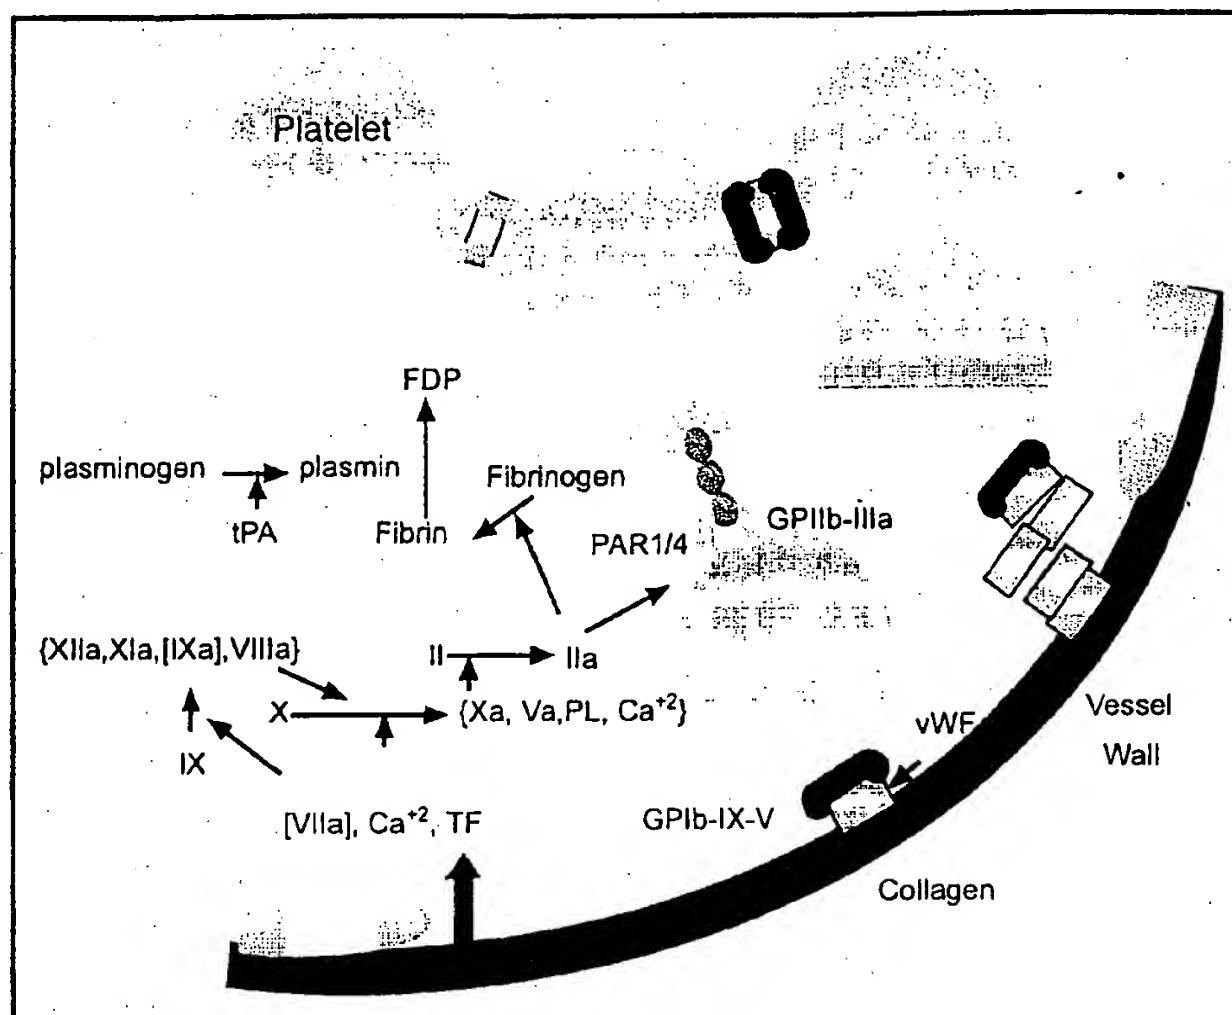 Platelet
FDP
plasminogen
plasmin
Fibrinogen
tPA
Fibrin
GPIIb-IIIa
PAR1/4
{XIIa,XIa,[IXa],VIIIa}
II
IIa
X
{Xa, Va,PL, Ca+2}
IX
vWF
Vessel
Wall
[VIIa], Ca+2, TF
GPIb-IX-V
Collagen